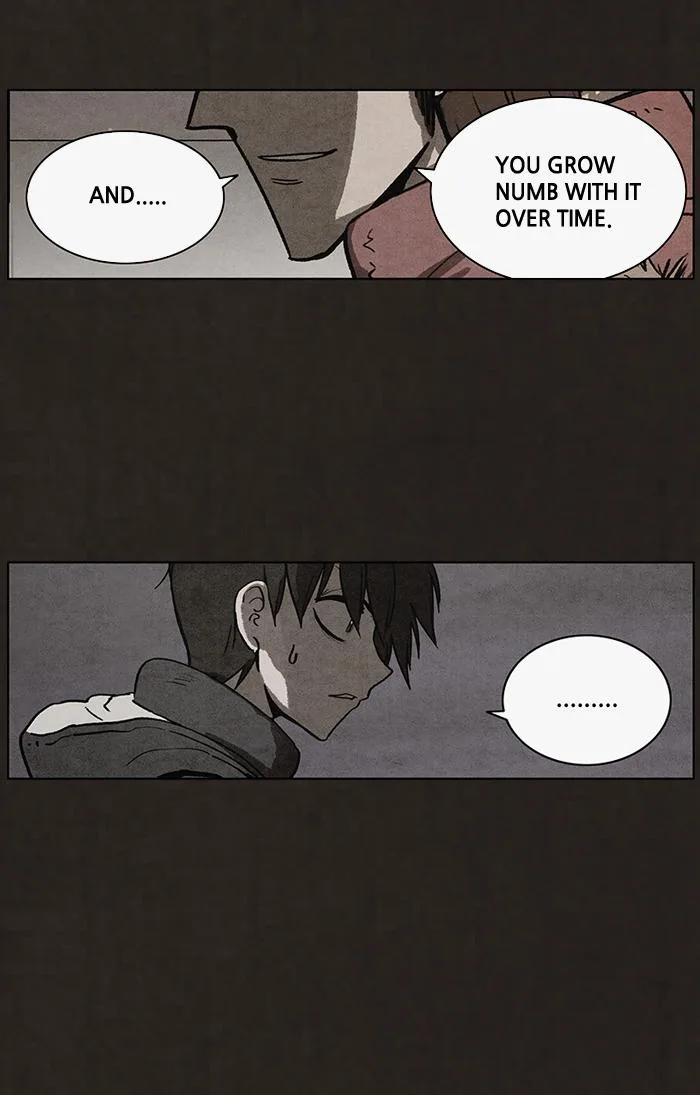 AND.....
YOU GROW
NUMB WITH IT
OVER TIME.
.........